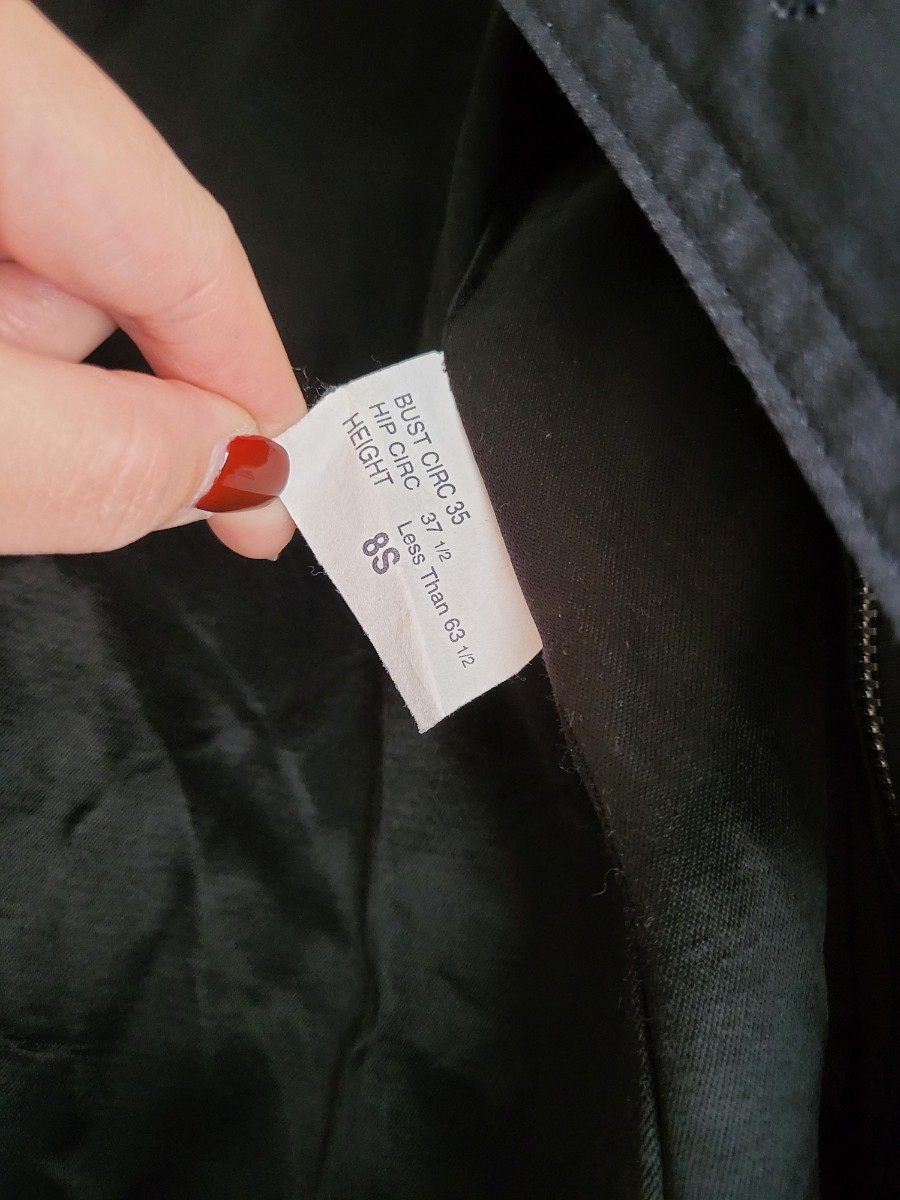 BUST CIRC 35
HIP CIRC 37 1/2
HEIGHT Less Than 63 1/2
8S